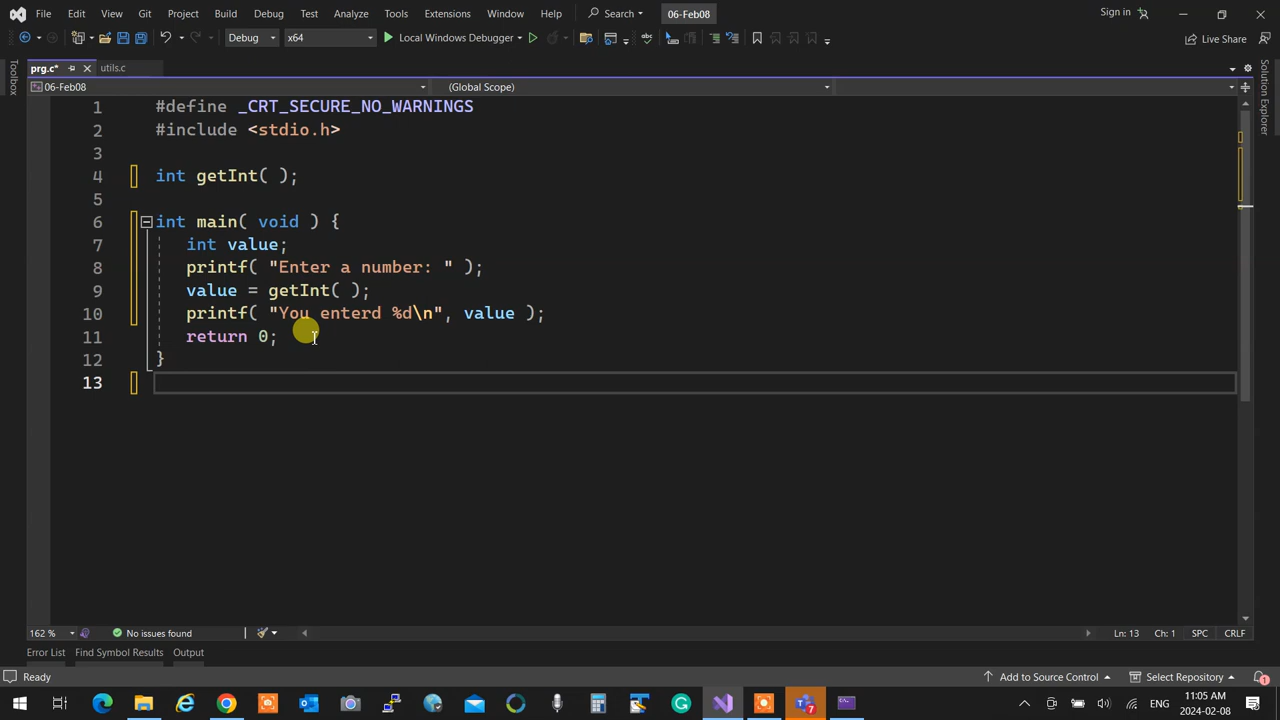 File Edit View Git Project Build Debug Test Analyze Tools Extensions Window Help Search 06-Feb08 Sign in
Debug x64 Local Windows Debugger Live Share
prg.c* utils.c
06-Feb08 (Global Scope)
Toolbox
Solution Explorer
1 #define _CRT_SECURE_NO_WARNINGS
2 #include <stdio.h>
3
4 int getInt( );
5
6 int main( void ) {
7 int value;
8 printf( "Enter a number: " );
9 value = getInt( );
10 printf( "You enterd %d\n", value );
11 return 0;
12 }
13
162 % No issues found Ln: 13 Ch: 1 SPC CRLF
Error List Find Symbol Results Output
Ready Add to Source Control Select Repository 1
7 ENG 11:05 AM
2024-02-08